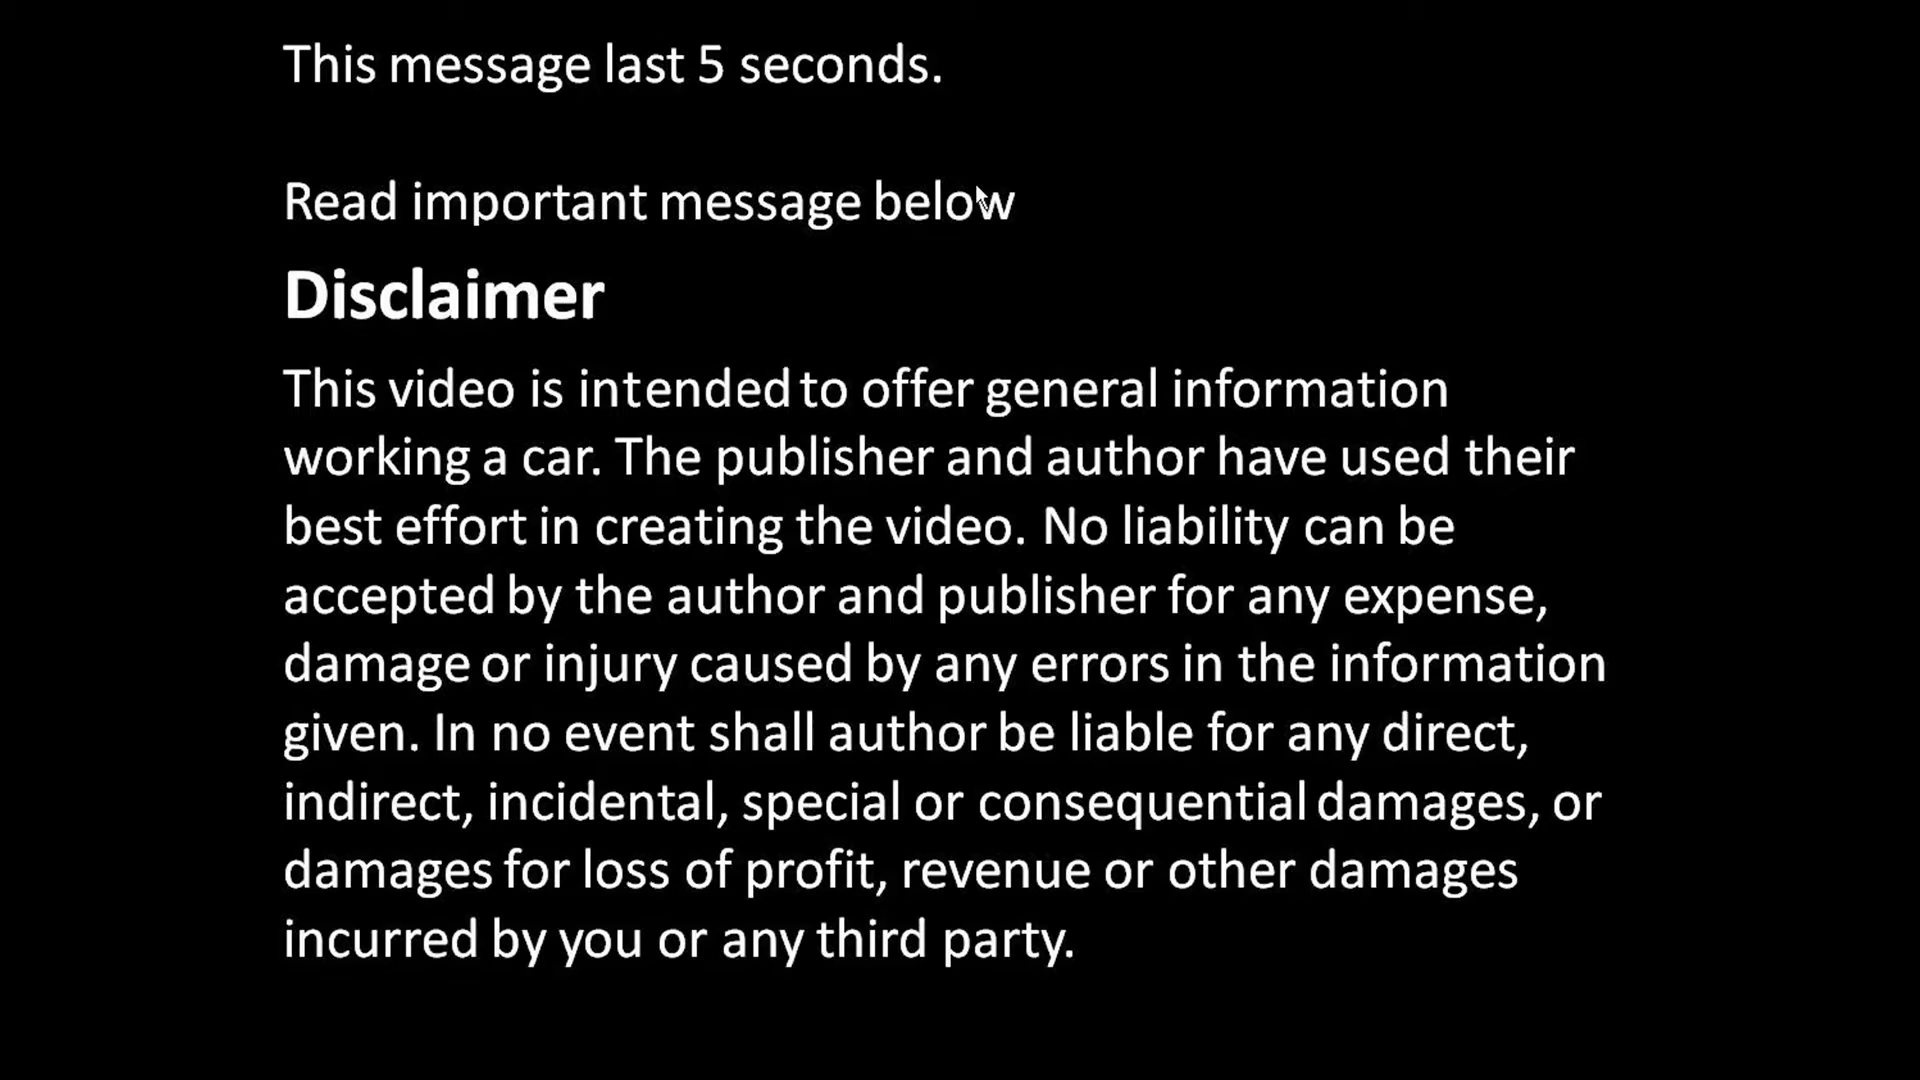 This message last 5 seconds.
Read important message below
Disclaimer
This video is intended to offer general information
working a car. The publisher and author have used their
best effort in creating the video. No liability can be
accepted by the author and publisher for any expense,
damage or injury caused by any errors in the information
given. In no event shall author be liable for any direct,
indirect, incidental, special or consequential damages, or
damages for loss of profit, revenue or other damages
incurred by you or any third party.